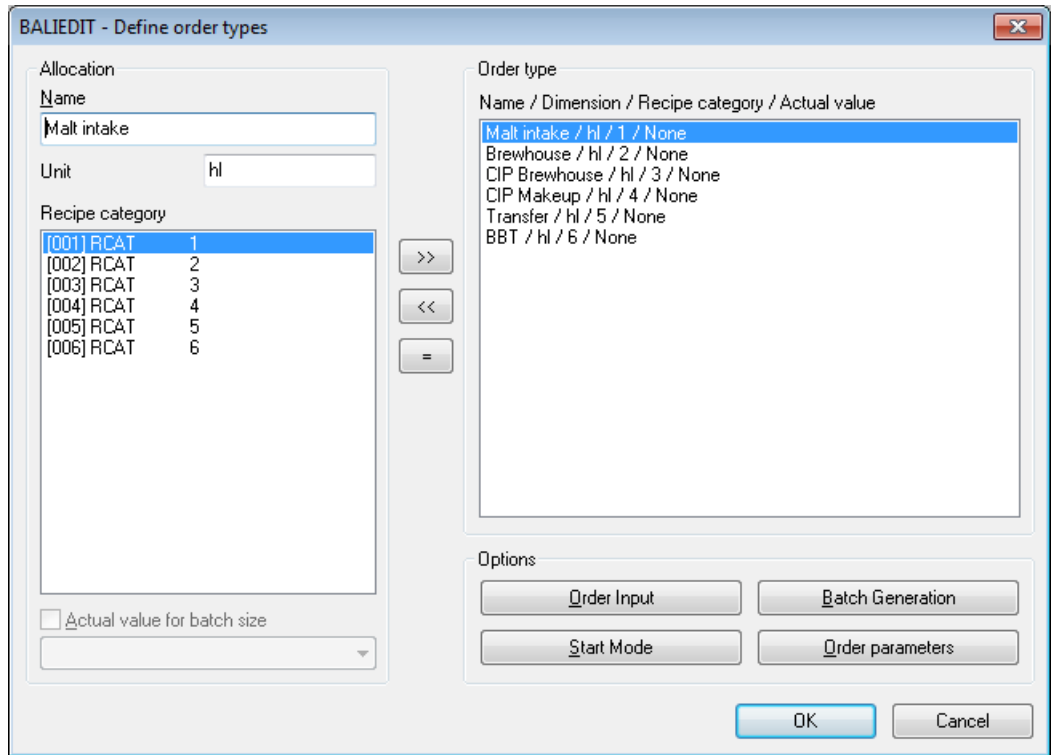 BALIEDIT - Define order types
Allocation
Name
Malt intake
Unit hl
Recipe category
[001] RCAT 1
[002] RCAT 2
[003] RCAT 3
[004] RCAT 4
[005] RCAT 5
[006] RCAT 6
Actual value for batch size
>>
<<
=
Order type
Name / Dimension / Recipe category / Actual value
Malt intake / hl / 1 / None
Brewhouse / hl / 2 / None
CIP Brewhouse / hl / 3 / None
CIP Makeup / hl / 4 / None
Transfer / hl / 5 / None
BBT / hl / 6 / None
Options
Order Input Batch Generation
Start Mode Order parameters
OK Cancel